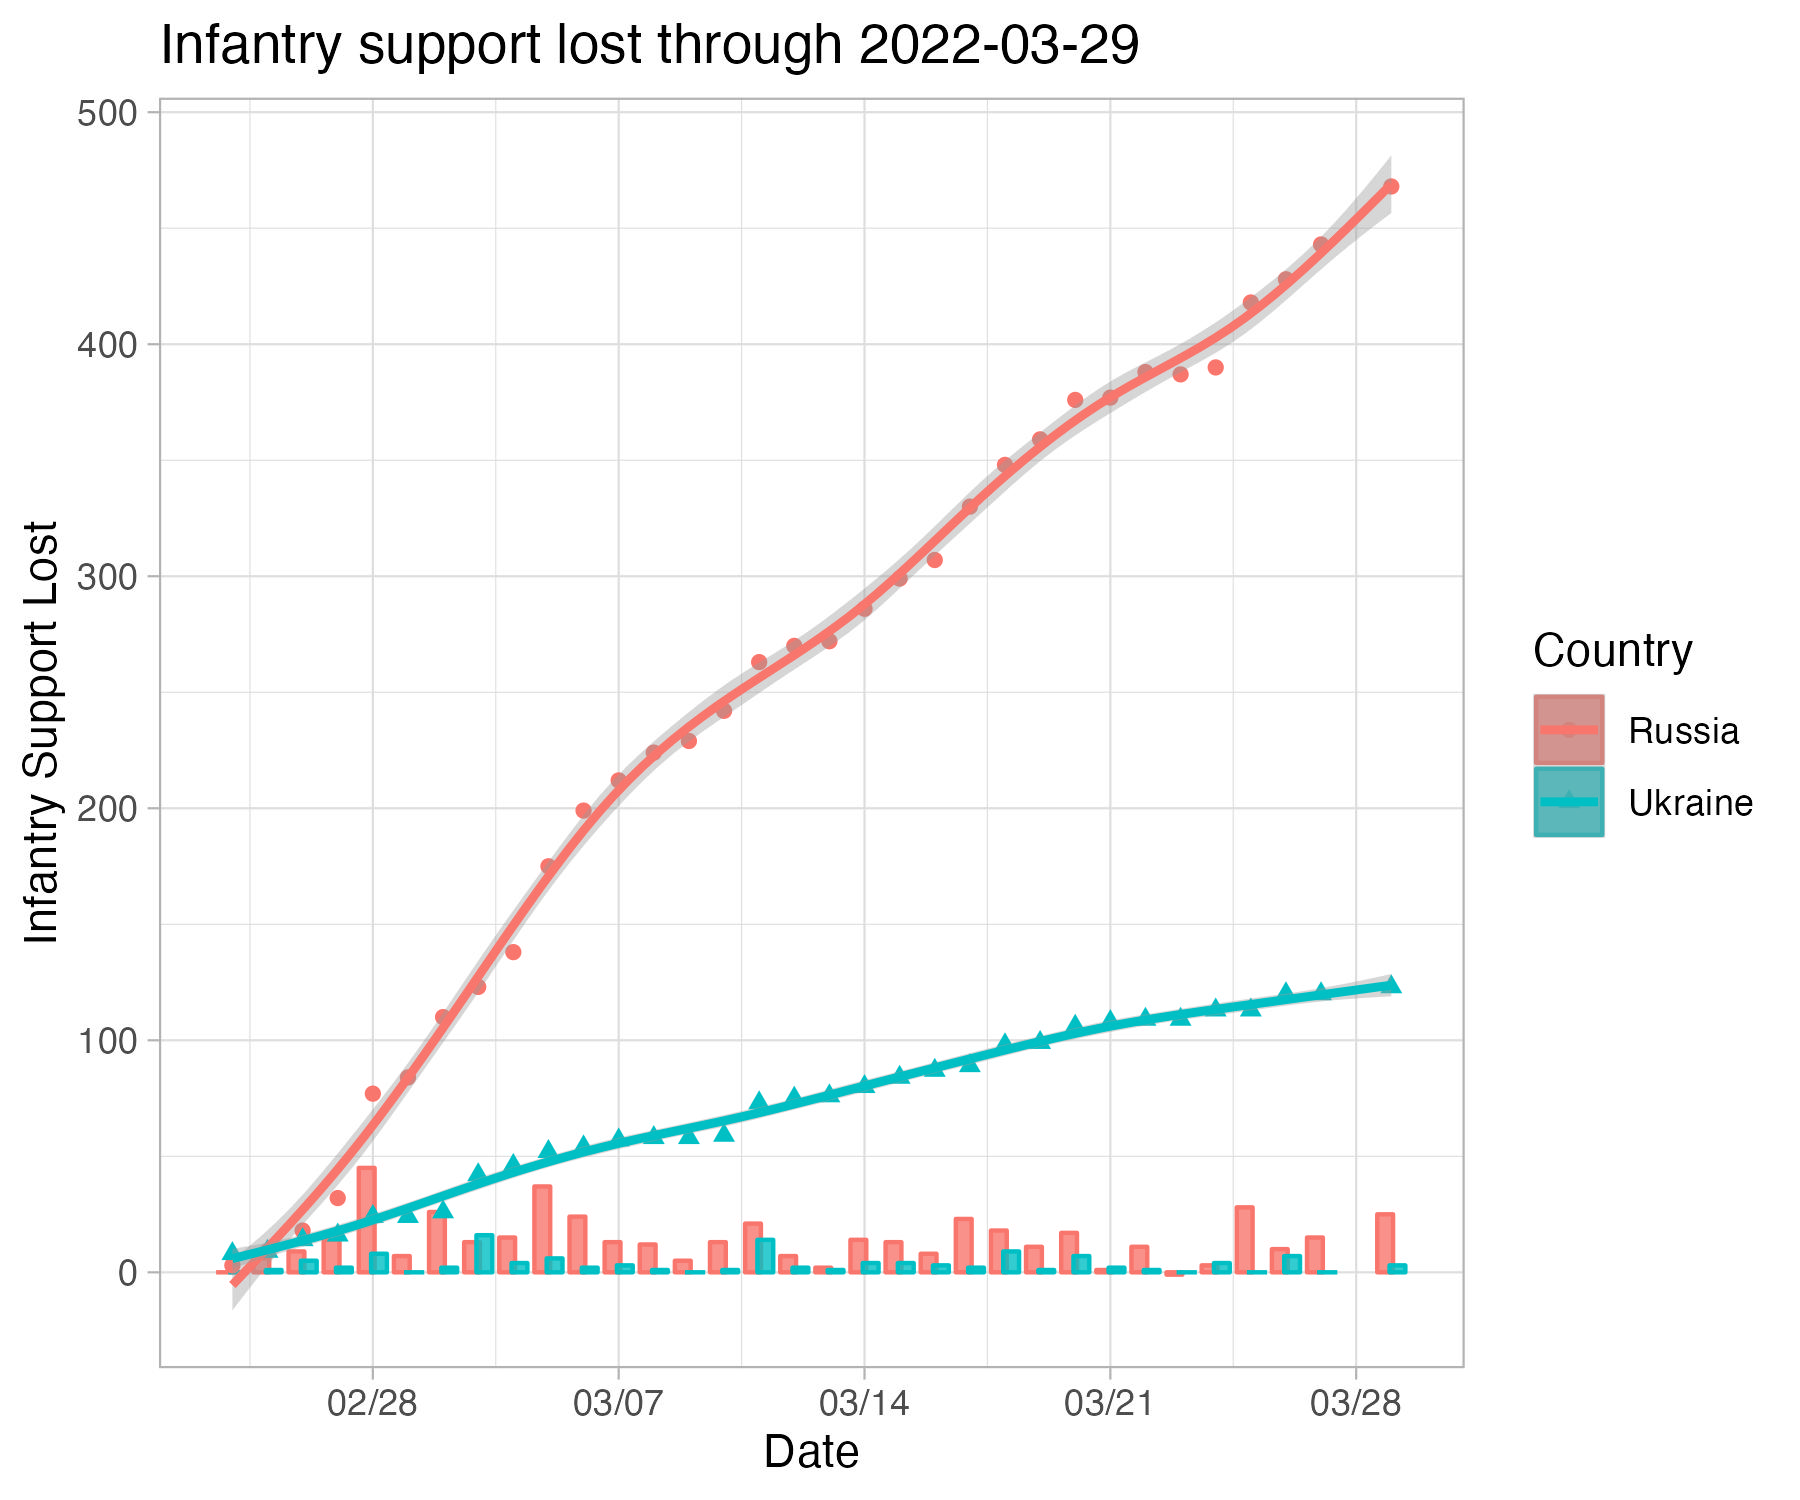 Infantry support lost through 2022-03-29
Infantry Support Lost
500
400
300
200
100
0
02/28 03/07 03/14 03/21 03/28
Date
Country
Russia
Ukraine